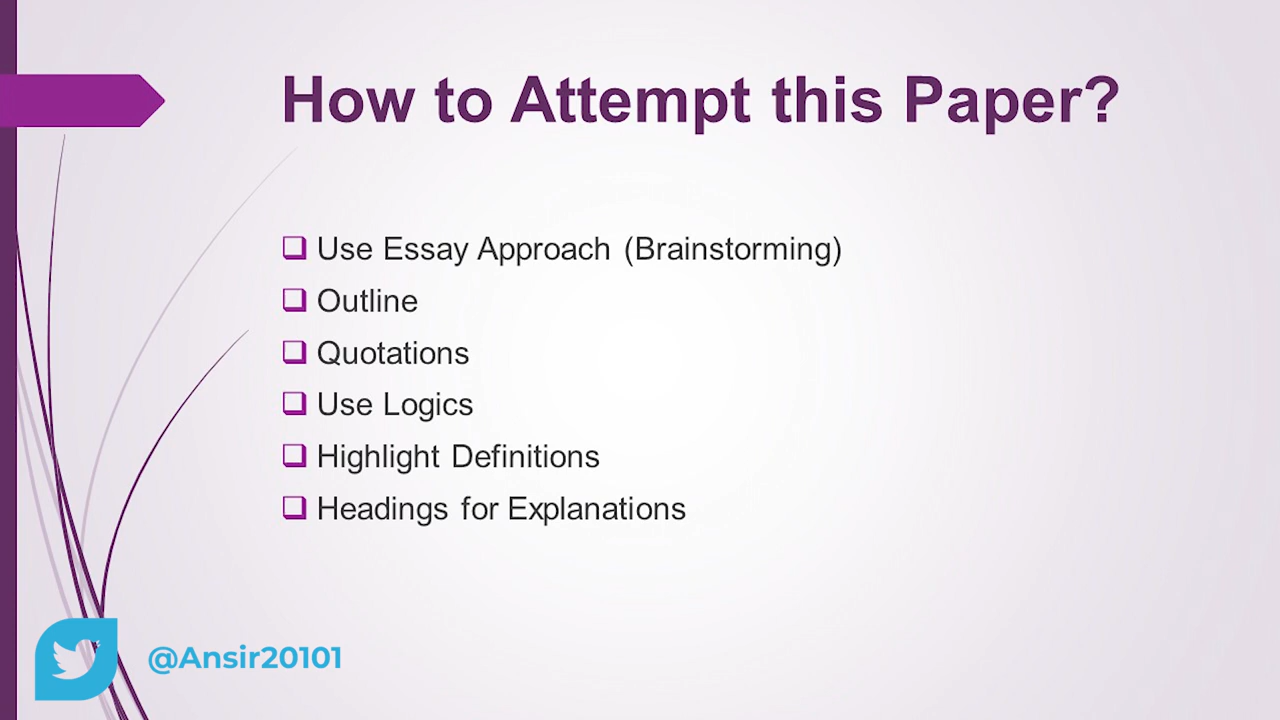 How to Attempt this Paper?
Use Essay Approach (Brainstorming)
Outline
Quotations
Use Logics
Highlight Definitions
Headings for Explanations
@Ansir20101